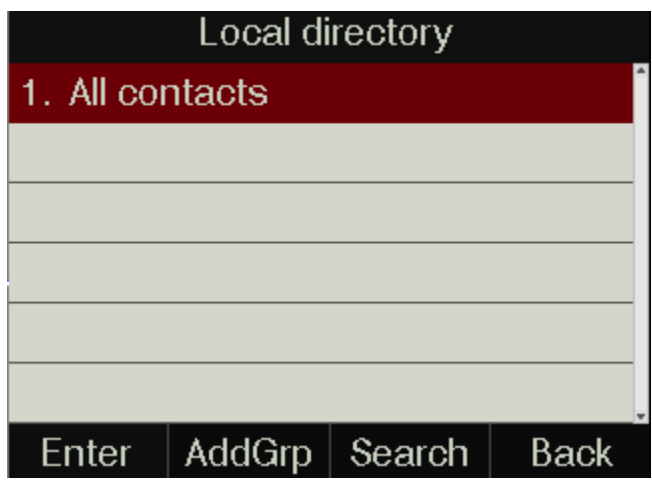 Local directory
1. All contacts
Enter AddGrp Search Back